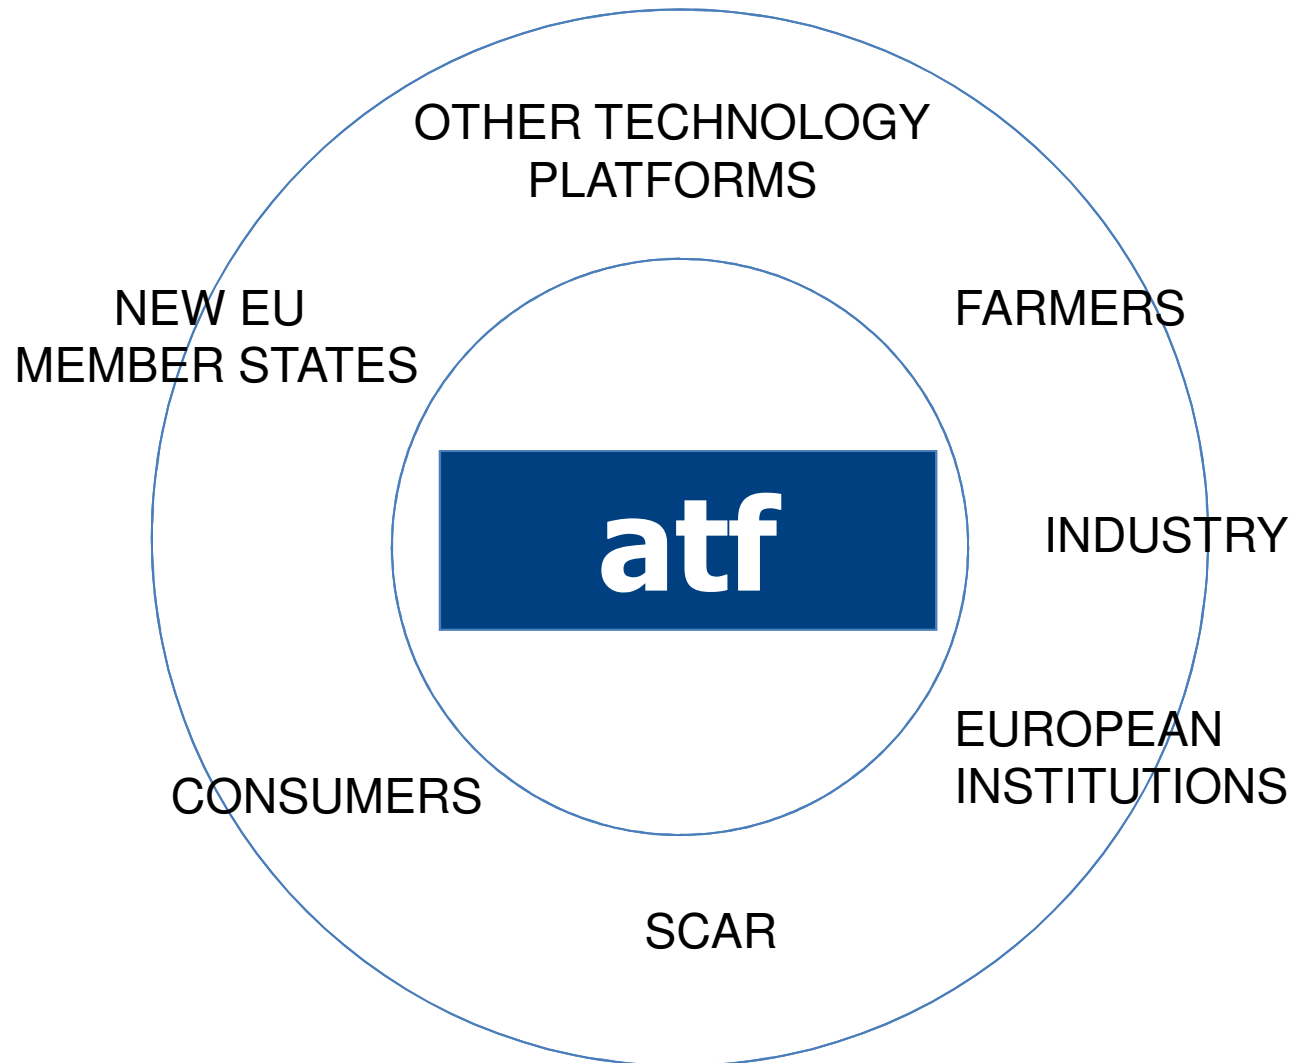 OTHER TECHNOLOGY
PLATFORMS
NEW EU
MEMBER STATES
FARMERS
atf
INDUSTRY
EUROPEAN
INSTITUTIONS
CONSUMERS
SCAR